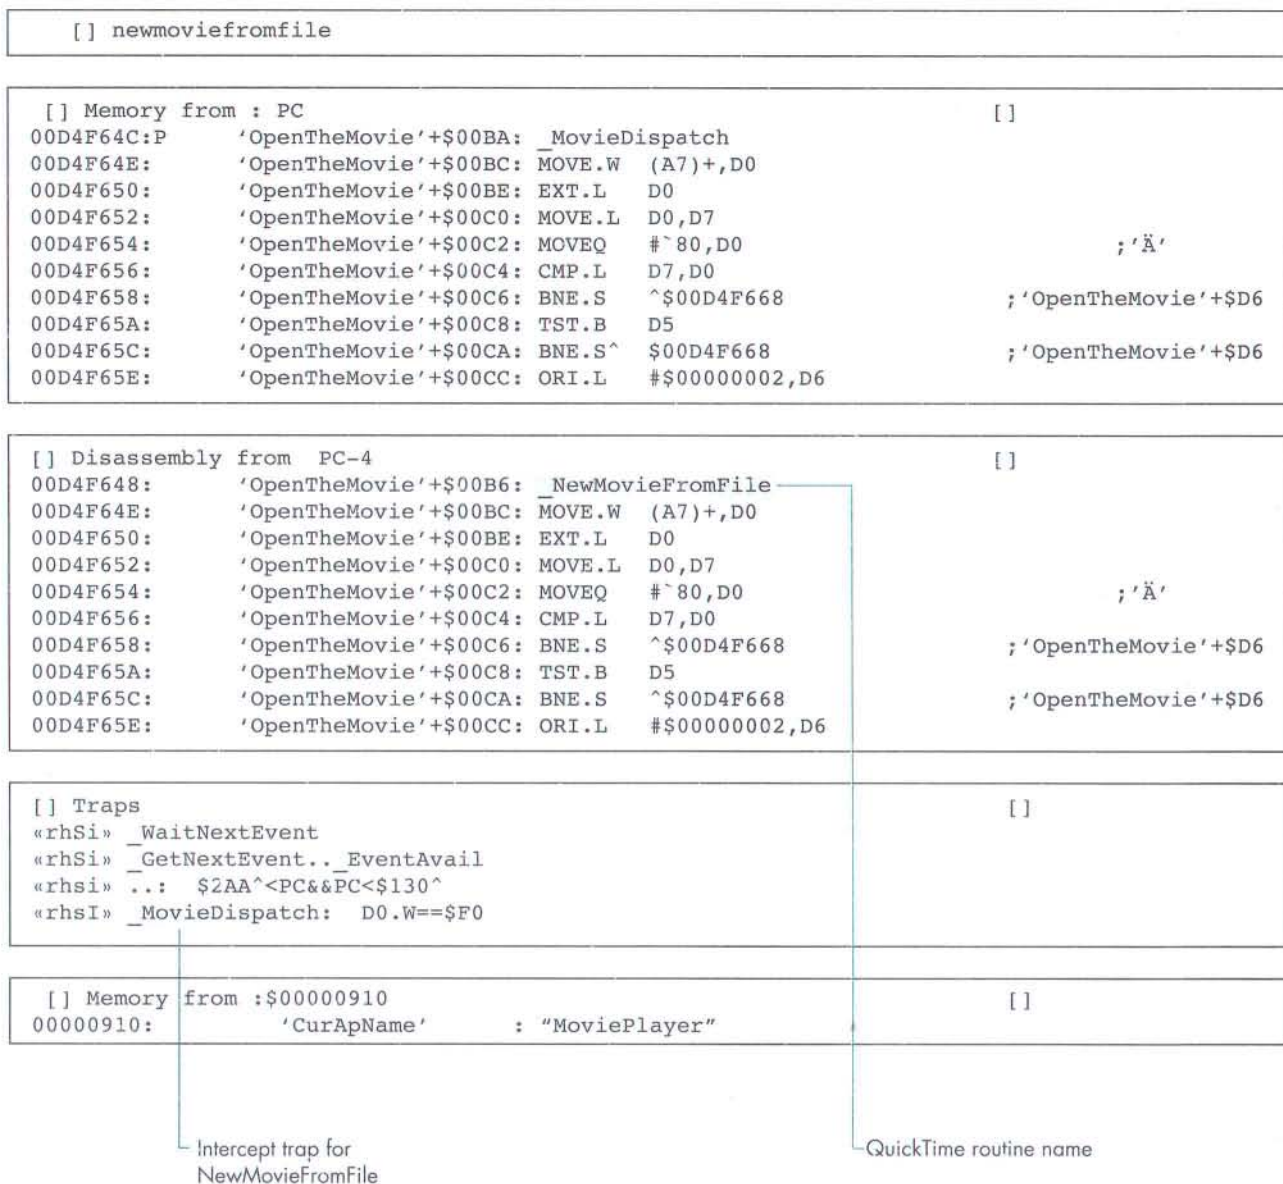 [] newmoviefromfile
[] Memory from : PC []
00D4F64C:P 'OpenTheMovie'+$00BA: _MovieDispatch
00D4F64E: 'OpenTheMovie'+$00BC: MOVE.W (A7)+,D0
00D4F650: 'OpenTheMovie'+$00BE: EXT.L D0
00D4F652: 'OpenTheMovie'+$00C0: MOVE.L D0,D7
00D4F654: 'OpenTheMovie'+$00C2: MOVEQ #`80,D0 ;'Ä'
00D4F656: 'OpenTheMovie'+$00C4: CMP.L D7,D0
00D4F658: 'OpenTheMovie'+$00C6: BNE.S ^$00D4F668 ;'OpenTheMovie'+$D6
00D4F65A: 'OpenTheMovie'+$00C8: TST.B D5
00D4F65C: 'OpenTheMovie'+$00CA: BNE.S^ $00D4F668 ;'OpenTheMovie'+$D6
00D4F65E: 'OpenTheMovie'+$00CC: ORI.L #$00000002,D6
[] Disassembly from PC-4 []
00D4F648: 'OpenTheMovie'+$00B6: _NewMovieFromFile
00D4F64E: 'OpenTheMovie'+$00BC: MOVE.W (A7)+,D0
00D4F650: 'OpenTheMovie'+$00BE: EXT.L D0
00D4F652: 'OpenTheMovie'+$00C0: MOVE.L D0,D7
00D4F654: 'OpenTheMovie'+$00C2: MOVEQ #`80,D0 ;'Ä'
00D4F656: 'OpenTheMovie'+$00C4: CMP.L D7,D0
00D4F658: 'OpenTheMovie'+$00C6: BNE.S ^$00D4F668 ;'OpenTheMovie'+$D6
00D4F65A: 'OpenTheMovie'+$00C8: TST.B D5
00D4F65C: 'OpenTheMovie'+$00CA: BNE.S ^$00D4F668 ;'OpenTheMovie'+$D6
00D4F65E: 'OpenTheMovie'+$00CC: ORI.L #$00000002,D6
[] Traps []
«rhSi» _WaitNextEvent
«rhSi» _GetNextEvent.._EventAvail
«rhsi» ..: $2AA^<PC&&PC<$130^
«rhsI» _MovieDispatch: D0.W==$F0
[] Memory from :$00000910 []
00000910: 'CurApName' : "MoviePlayer"
Intercept trap for
NewMovieFromFile
QuickTime routine name